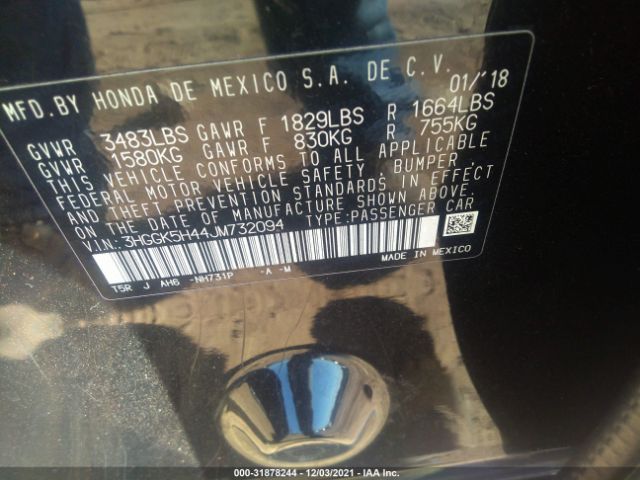 MFD. BY HONDA DE MEXICO S.A. DE C.V. 01/'18
GVWR 3483LBS GAWR F 1829LBS R 1664LBS
GVWR 1580KG GAWR F 830KG R 755KG
THIS VEHICLE CONFORMS TO ALL APPLICABLE
FEDERAL MOTOR VEHICLE SAFETY, BUMPER,
AND THEFT PREVENTION STANDARDS IN EFFECT
ON THE DATE OF MANUFACTURE SHOWN ABOVE.
V.I.N: 3HGGK5H44JM732094 TYPE: PASSENGER CAR
T5R J AH6 -NH731P -A -M MADE IN MEXICO
000-31878244 - 12/03/2021 - IAA Inc.